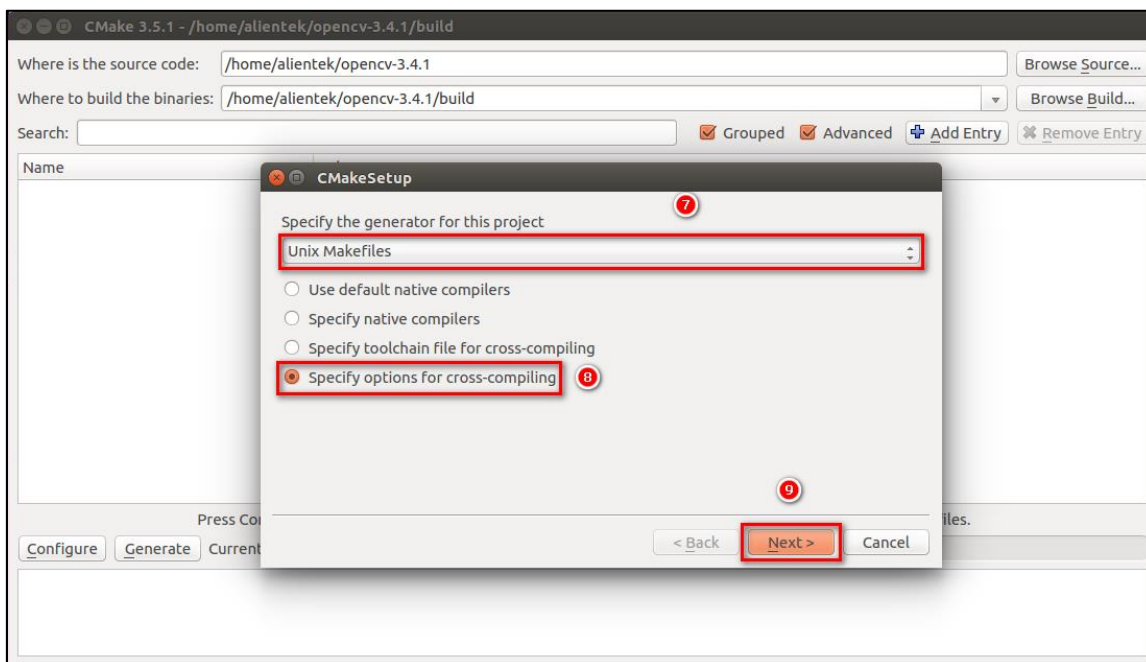 CMake 3.5.1 - /home/alientek/opencv-3.4.1/build
Where is the source code: /home/alientek/opencv-3.4.1 Browse Source...
Where to build the binaries: /home/alientek/opencv-3.4.1/build Browse Build...
Search: Grouped Advanced Add Entry Remove Entry
Name
CMakeSetup
7
Specify the generator for this project
Unix Makefiles
Use default native compilers
Specify native compilers
Specify toolchain file for cross-compiling
Specify options for cross-compiling 8
9
Press Co iles.
< Back Next > Cancel
Configure Generate Current